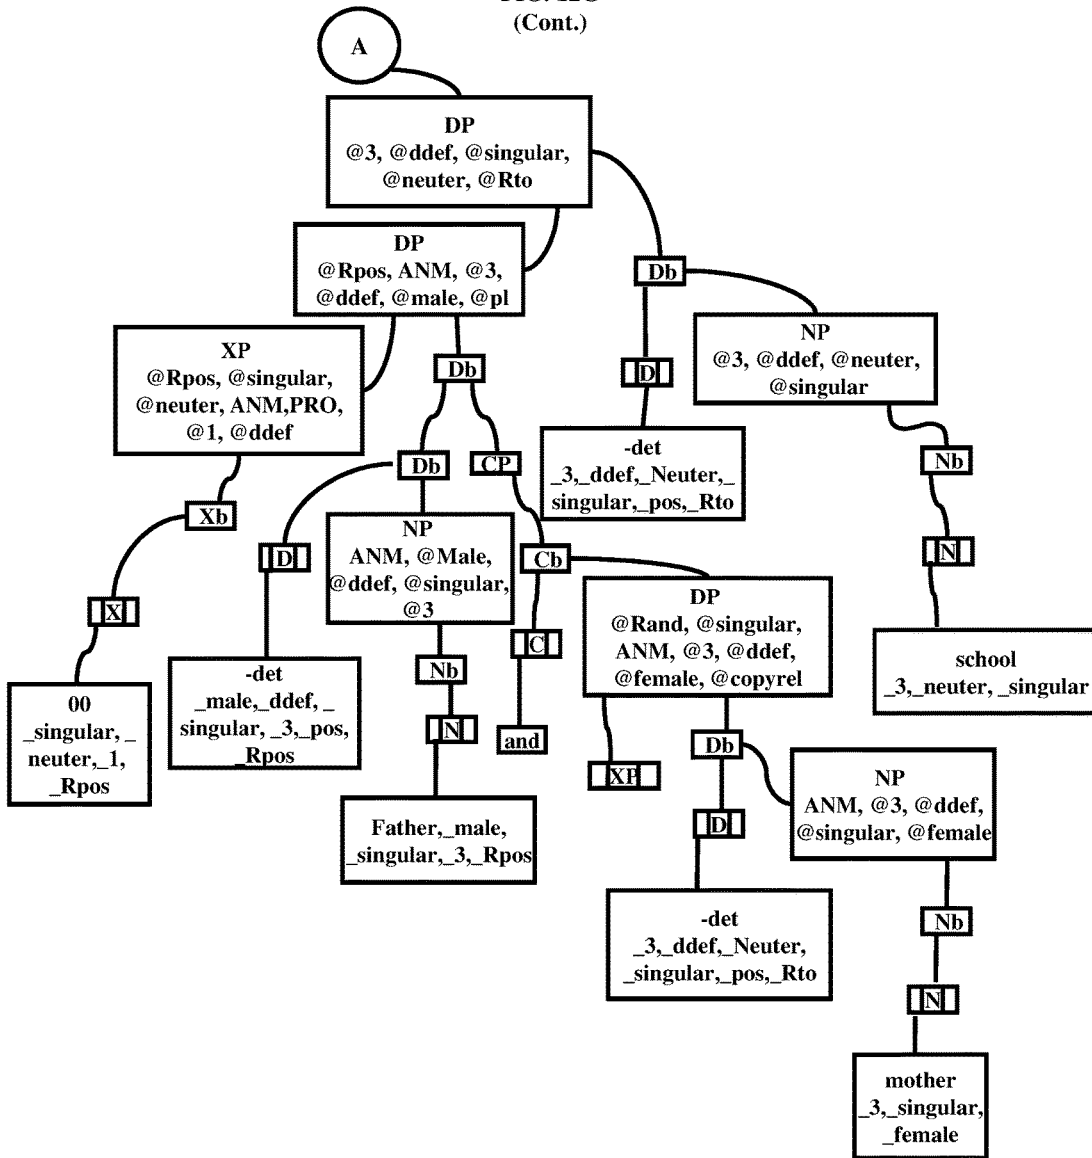 (Cont.)
A
DP
@3, @ddef, @singular,
@neuter, @Rto
DP
@Rpos, ANM, @3,
@ddef, @male, @pl
Db
XP
@Rpos, @singular,
@neuter, ANM,PRO,
@1, @ddef
NP
@3, @ddef, @neuter,
@singular
Db
D
-det
_3,_ddef,_Neuter,_
singular,_pos,_Rto
Db
CP
Nb
Xb
NP
ANM, @Male,
@ddef, @singular,
@3
D
Cb
N
X
DP
@Rand, @singular,
ANM, @3, @ddef,
@female, @copyrel
C
school
_3,_neuter, _singular
00
_singular, _
neuter,_1,
_Rpos
-det
_male,_ddef, _
singular, _3,_pos,
_Rpos
Nb
N
and
XP
Db
NP
ANM, @3, @ddef,
@singular, @female
Father,_male,
_singular,_3,_Rpos
D
-det
_3,_ddef,_Neuter,
_singular,_pos,_Rto
Nb
N
mother
_3,_singular,
_female